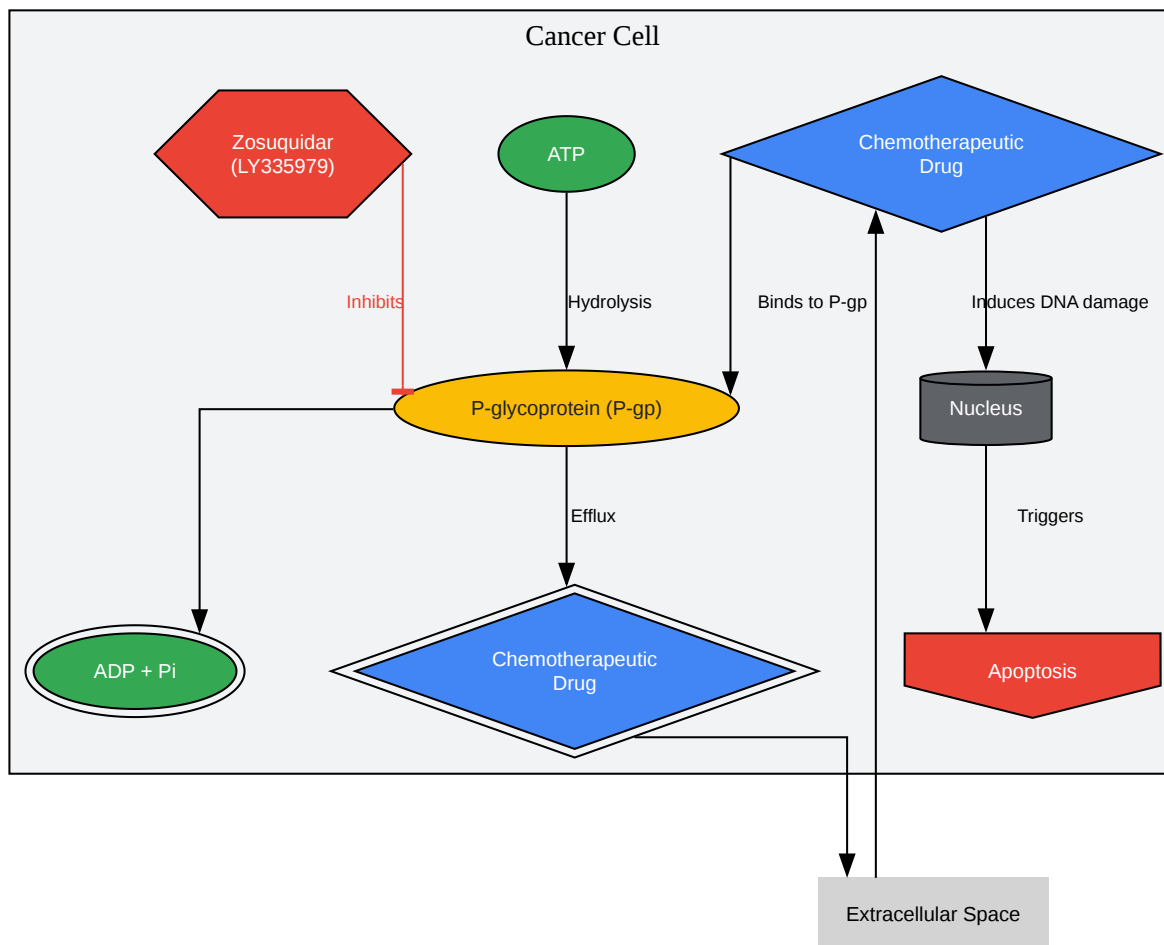 Cancer Cell
Zosuquidar
(LY335979)
ATP
Chemotherapeutic
Drug
Inhibits
Hydrolysis
Binds to P-gp
Induces DNA damage
P-glycoprotein (P-gp)
Nucleus
Efflux
Triggers
ADP + Pi
Chemotherapeutic
Drug
Apoptosis
Extracellular Space